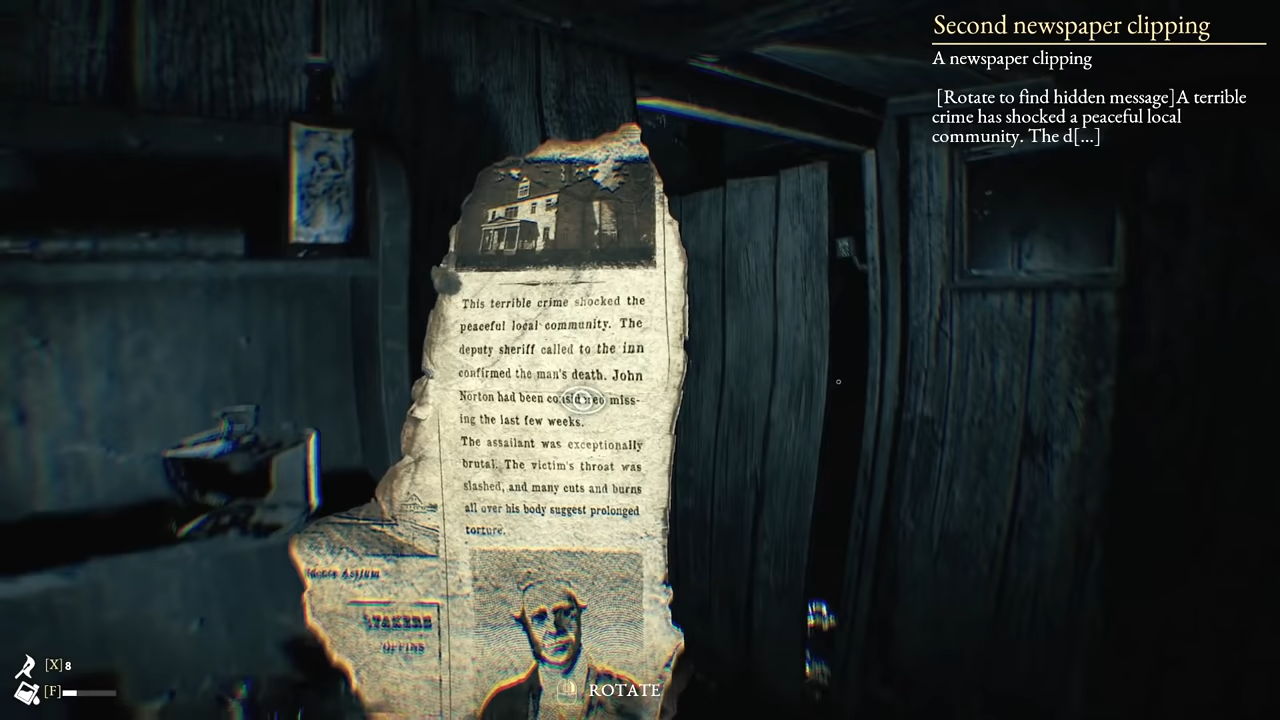 Second newspaper clipping
A newspaper clipping
[Rotate to find hidden message]A terrible
crime has shocked a peaceful local
community. The d[...]
This terrible crime shocked the
peaceful local community. The
deputy sheriff called to the inn
confirmed the man's death. John
Norton had been miss-
ing the last few weeks.
The assailant was exceptionally
brutal. The victim's throat was
slashed, and many cuts and burns
all over his body suggest prolonged
torture.
Asylum
[X] 8
[F]
ROTATE